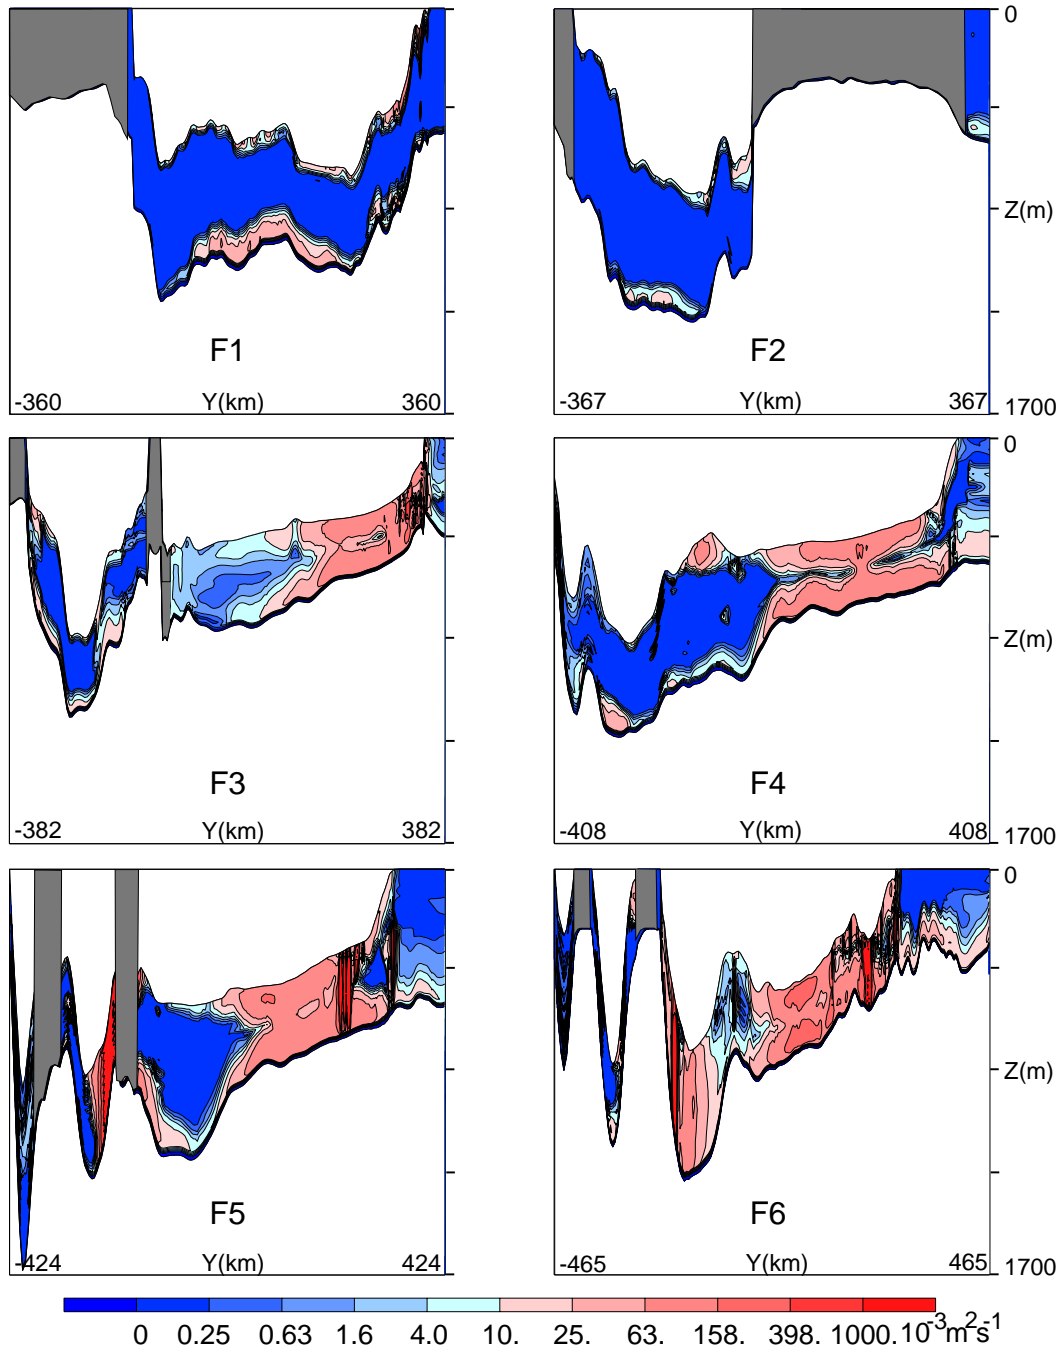 0
Z(m)
F1
F2
-360 Y(km) 360
-367 Y(km) 367
1700
0
Z(m)
F3
F4
-382 Y(km) 382
-408 Y(km) 408
1700
0
Z(m)
F5
F6
-424 Y(km) 424
-465 Y(km) 465
1700
0 0.25 0.63 1.6 4.0 10. 25. 63. 158. 398. 1000. 10⁻³m²s⁻¹